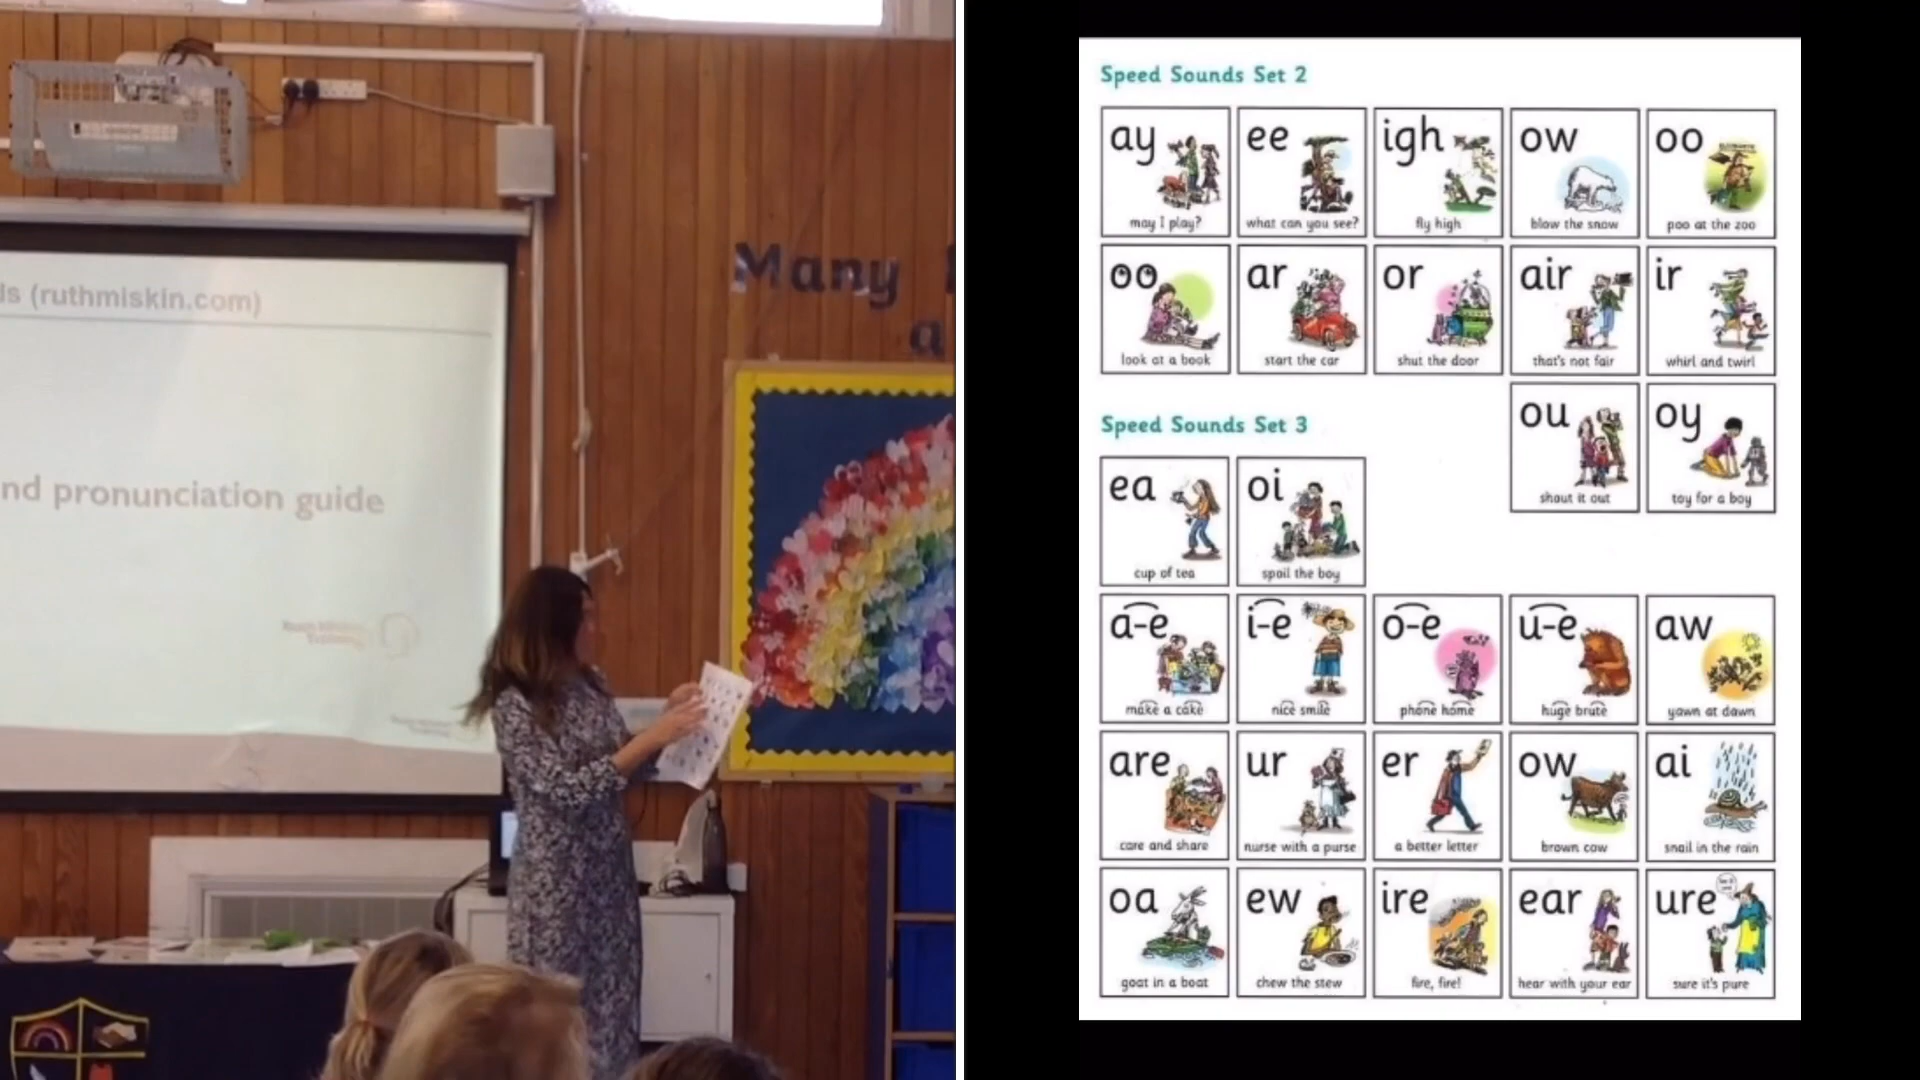 ds (ruthmiskin.com)
nd pronunciation guide
Many
a
Speed Sounds Set 2
ay
may I play?
ee
what can you see?
igh
fly high
ow
blow the snow
oo
poo at the zoo
oo
look at a book
ar
start the car
or
shut the door
air
that's not fair
ir
whirl and twirl
ou
shout it out
oy
toy for a boy
Speed Sounds Set 3
ea
cup of tea
oi
spoil the boy
a-e
make a cake
i-e
nice smile
o-e
phone home
u-e
huge brute
aw
yawn at dawn
are
care and share
ur
nurse with a purse
er
a better letter
ow
brown cow
ai
snail in the rain
oa
goat in a boat
ew
chew the stew
ire
fire, fire!
ear
hear with your ear
ure
sure it's pure